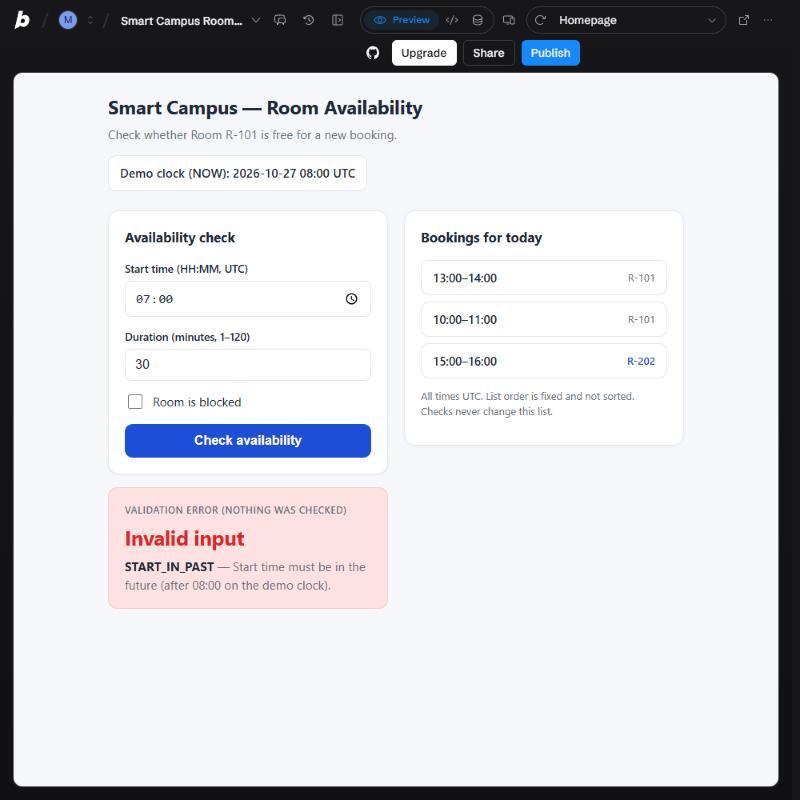 b / M / Smart Campus Room... Preview Homepage
Upgrade Share Publish
Smart Campus — Room Availability
Check whether Room R-101 is free for a new booking.
Demo clock (NOW): 2026-10-27 08:00 UTC
Availability check
Start time (HH:MM, UTC)
07:00
Duration (minutes, 1–120)
30
Room is blocked
Check availability
Bookings for today
13:00–14:00 R-101
10:00–11:00 R-101
15:00–16:00 R-202
All times UTC. List order is fixed and not sorted.
Checks never change this list.
VALIDATION ERROR (NOTHING WAS CHECKED)
Invalid input
START_IN_PAST — Start time must be in the
future (after 08:00 on the demo clock).